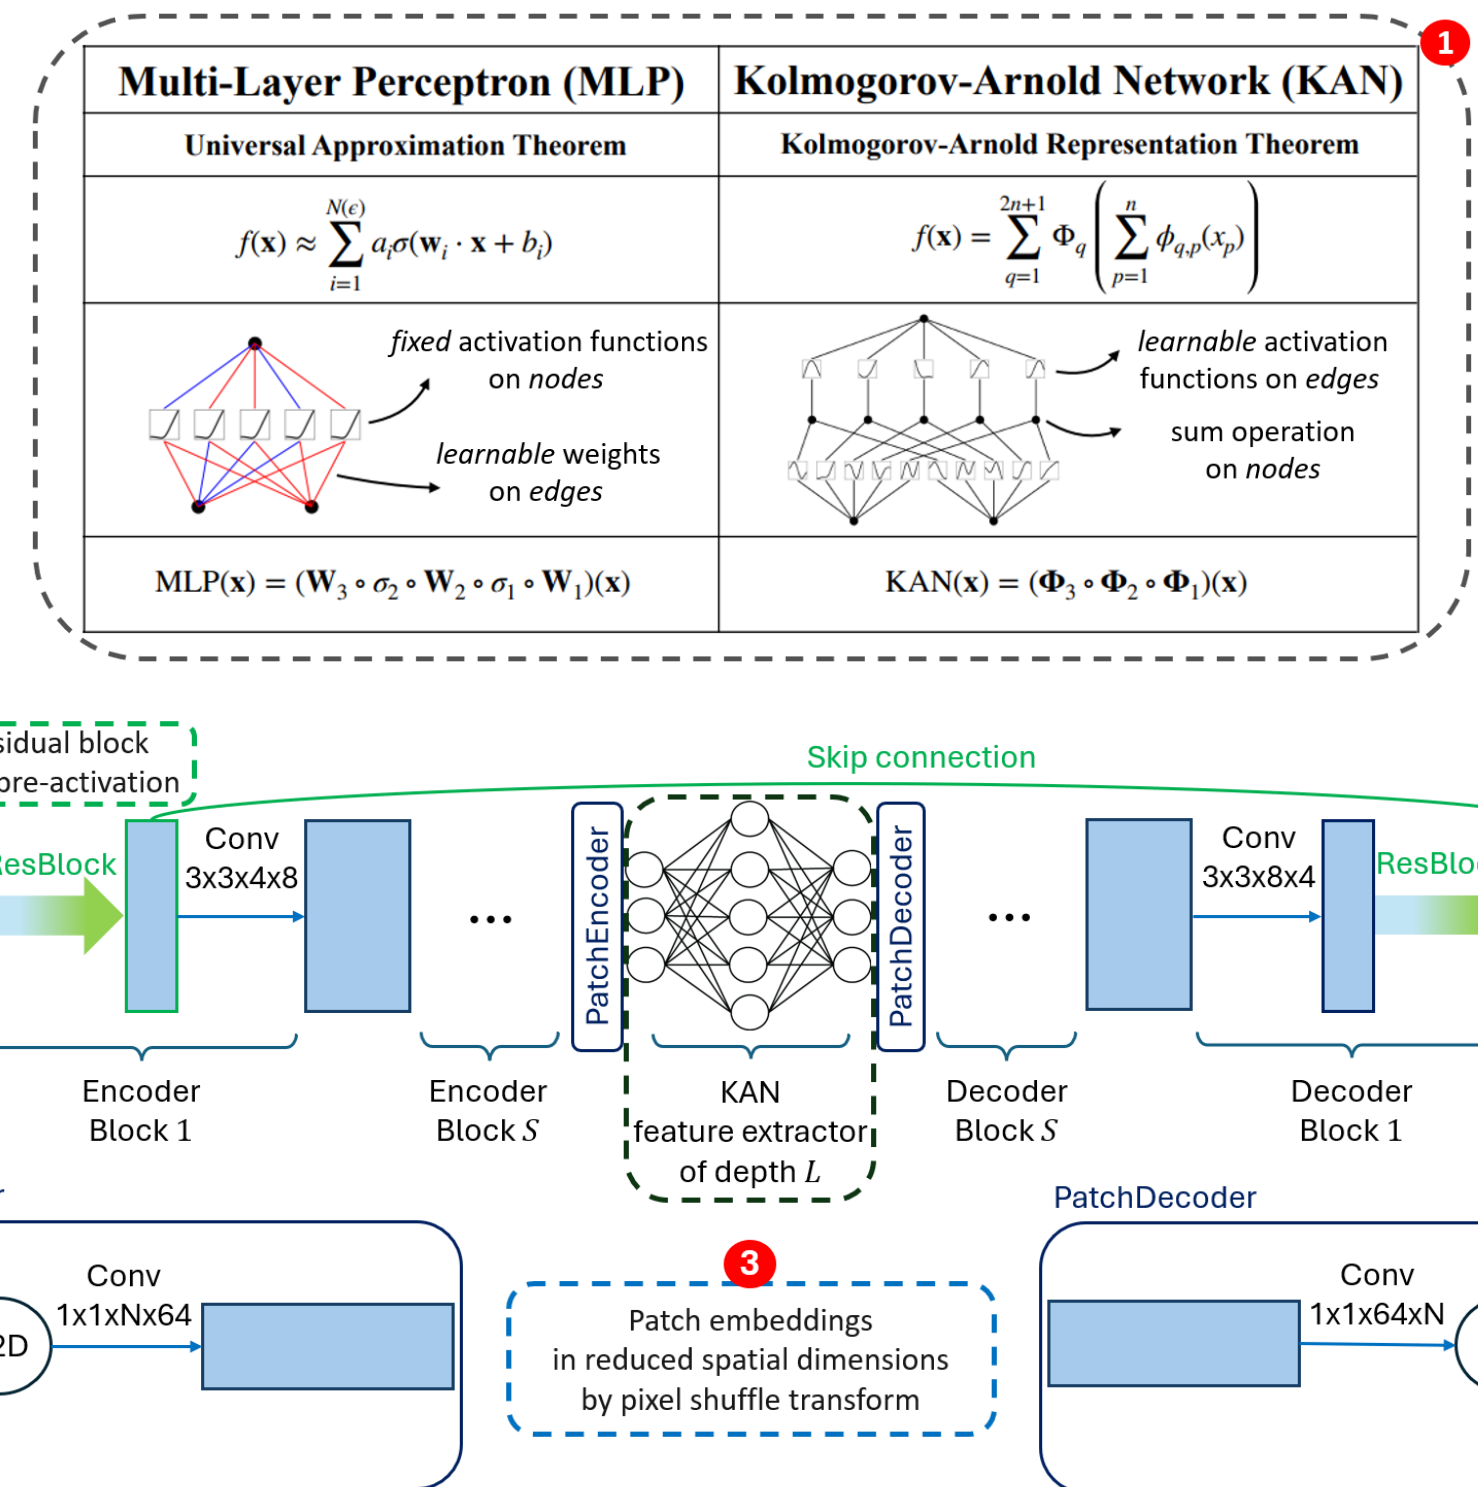 1
Multi-Layer Perceptron (MLP)
Kolmogorov-Arnold Network (KAN)
Universal Approximation Theorem
Kolmogorov-Arnold Representation Theorem
f(x) ≈ ∑_{i=1}^{N(ϵ)} a_i σ(w_i · x + b_i)
f(x) = ∑_{q=1}^{2n+1} Φ_q ( ∑_{p=1}^{n} ϕ_{q,p}(x_p) )
fixed activation functions
on nodes
learnable weights
on edges
learnable activation
functions on edges
sum operation
on nodes
MLP(x) = (W_3 ∘ σ_2 ∘ W_2 ∘ σ_1 ∘ W_1)(x)
KAN(x) = (Φ_3 ∘ Φ_2 ∘ Φ_1)(x)
sidual block
pre-activation
Skip connection
ResBlock
Conv
3x3x4x8
...
PatchEncoder
PatchDecoder
...
Conv
3x3x8x4
ResBlo
Encoder
Block 1
Encoder
Block S
KAN
feature extractor
of depth L
Decoder
Block S
Decoder
Block 1
r
2D
Conv
1x1xNx64
3
Patch embeddings
in reduced spatial dimensions
by pixel shuffle transform
PatchDecoder
Conv
1x1x64xN